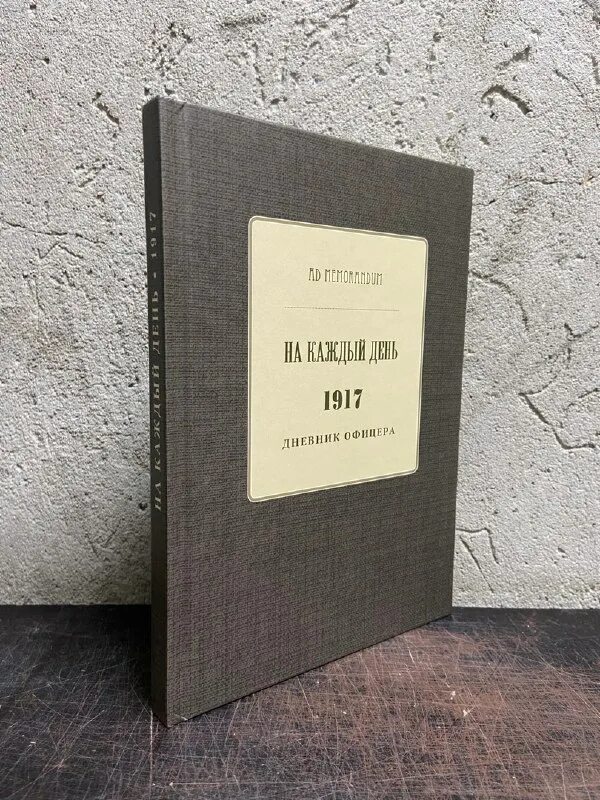 AD MEMORANDUM
НА КАЖДЫЙ ДЕНЬ
1917
ДНЕВНИК ОФИЦЕРА
НА КАЖДЫЙ ДЕНЬ • 1917